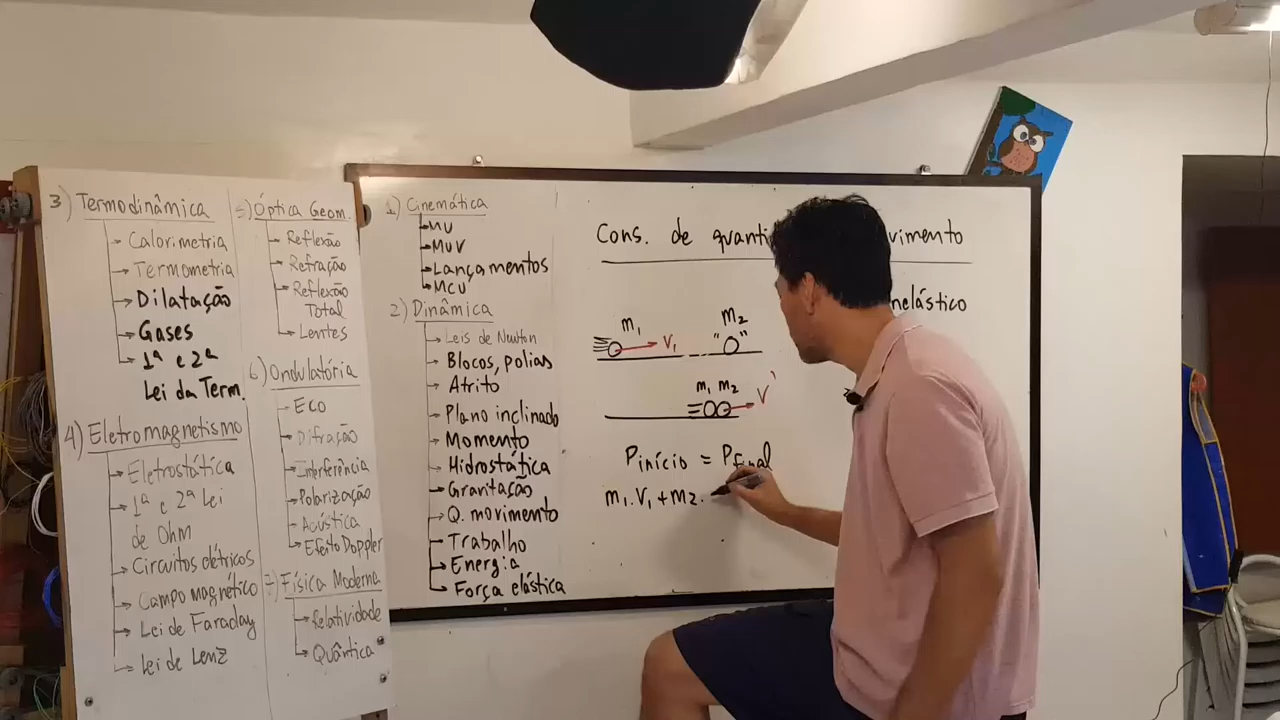 3) Termodinâmica
Calorimetria
Termometria
Dilatação
Gases
1ª e 2ª
Lei da Term.
4) Eletromagnetismo
Eletrostática
1ª e 2ª Lei
de Ohm
Circuitos elétricos
Campo magnético
Lei de Faraday
Lei de Lenz
5) Óptica Geom.
Reflexão
Refração
Reflexão
Total
Lentes
6) Ondulatória
Eco
Difração
Interferência
Polarização
Acústica
Efeito Doppler
7) Física Moderna
Relatividade
Quântica
1) Cinemática
MU
MUV
Lançamentos
MCU
2) Dinâmica
Leis de Newton
Blocos, polias
Atrito
Plano inclinado
Momento
Hidrostática
Gravitação
Q. movimento
Trabalho
Energia
Força elástica
Cons. de quanti vimento
nelástico
m₁ m₂
V₁ " "
m₁ m₂
V'
Pinício = Pfinal
m₁.V₁ + m₂.